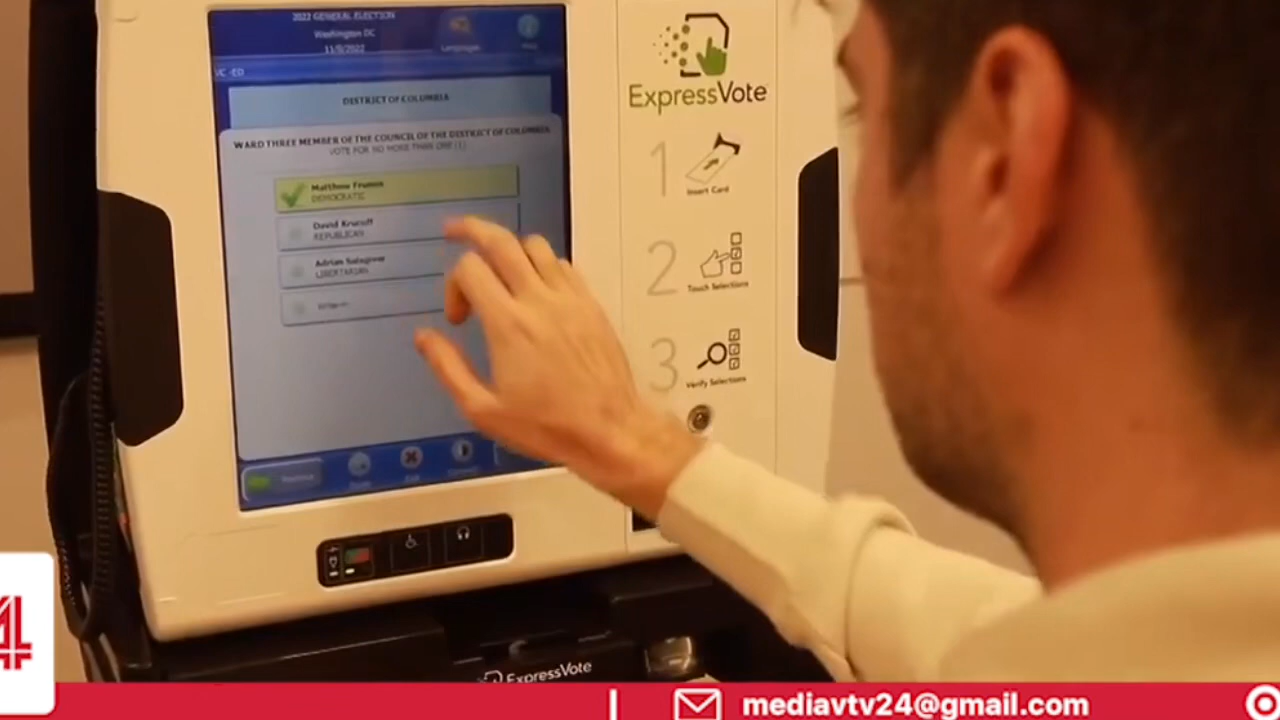 2022 GENERAL ELECTION
Washington DC
11/8/2022
Languages
DISTRICT OF COLUMBIA
WARD THREE MEMBER OF THE COUNCIL OF THE DISTRICT OF COLUMBIA
VOTE FOR NO MORE THAN ONE (1)
Matthew Frumin
DEMOCRATIC
David Krucoff
REPUBLICAN
Adrian Salsgiver
LIBERTARIAN
ExpressVote
1
Insert Card
2
Touch Selections
3
Verify Selections
ExpressVote
4
mediavtv24@gmail.com